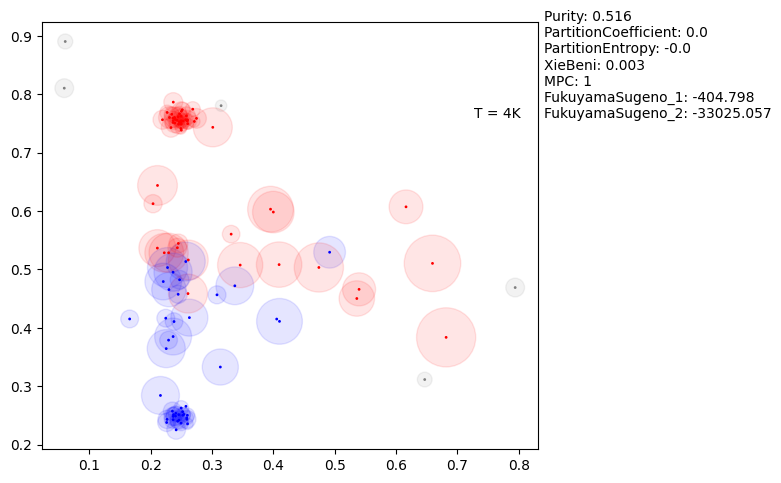 Purity: 0.516
PartitionCoefficient: 0.0
PartitionEntropy: -0.0
XieBeni: 0.003
MPC: 1
FukuyamaSugeno_1: -404.798
FukuyamaSugeno_2: -33025.057
T = 4K
0.9
0.8
0.7
0.6
0.5
0.4
0.3
0.2
0.1 0.2 0.3 0.4 0.5 0.6 0.7 0.8